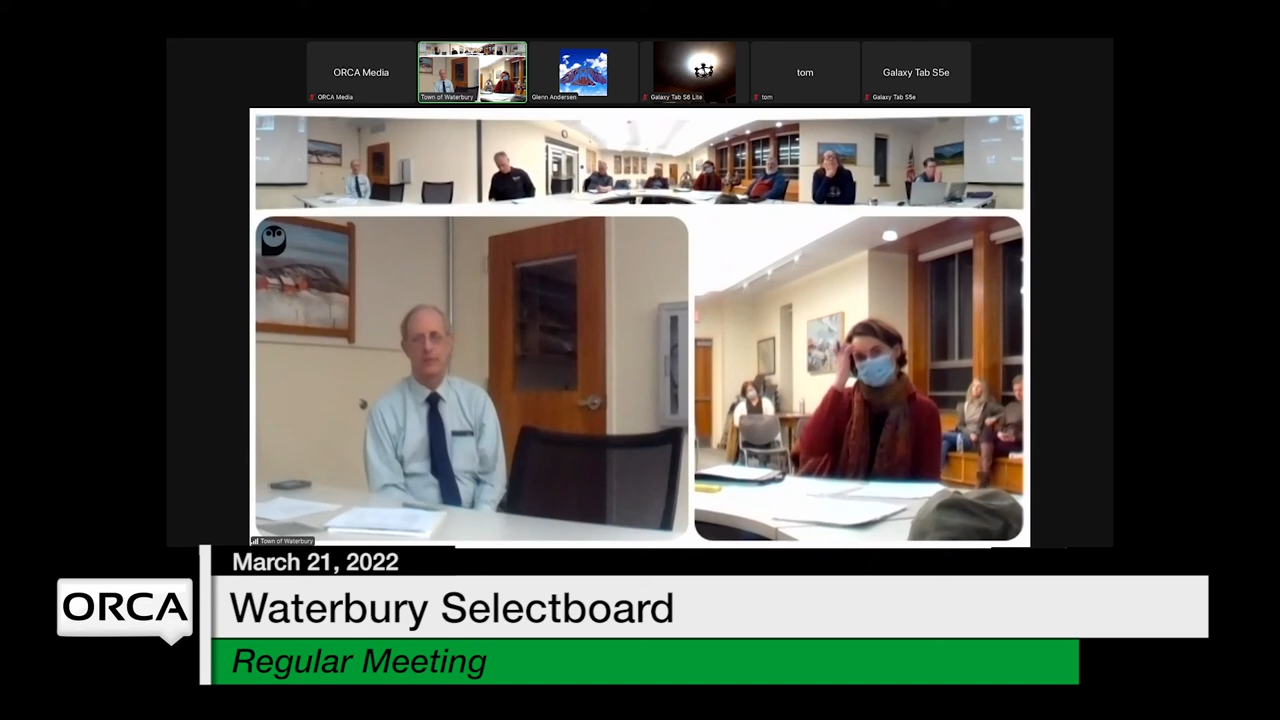 ORCA Media
tom
Galaxy Tab S5e
ORCA Media
Town of Waterbury
Glenn Andersen
Galaxy Tab S6 Lite
tom
Galaxy Tab S5e
Town of Waterbury
March 21, 2022
ORCA
Waterbury Selectboard
Regular Meeting